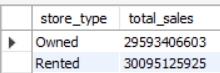 store_type total_sales
Owned 29593406603
Rented 30095125925